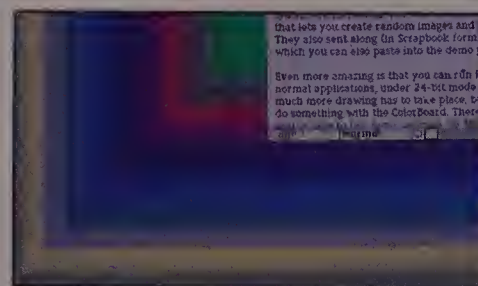 that lets you create random images and
They also sent along (in Scrapbook form
which you can also paste into the demo
Even more amazing is that you can run
normal applications, under 24-bit mode
much more drawing has to take place, b
do something with the ColorBoard. There